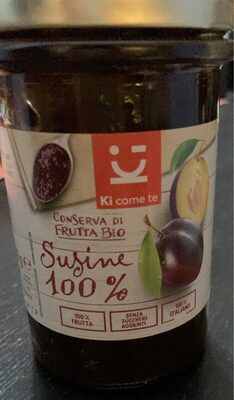 Ki
Ki come te
CONSERVA DI
FRUTTA BIO
Susine
100%
100%
FRUTTA
SENZA
ZUCCHERI
AGGIUNTI
100%
ITALIANO